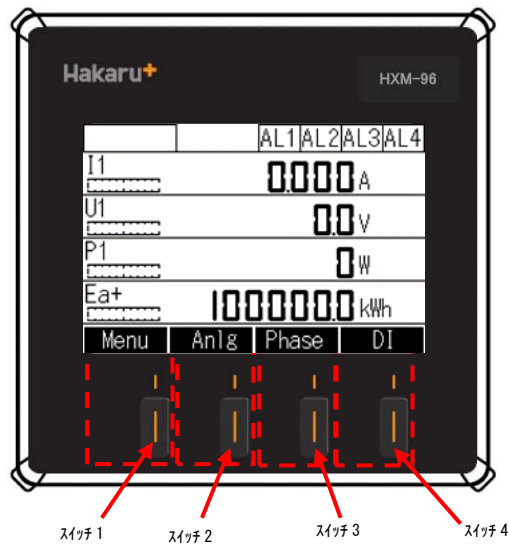 Hakaru+
HXM-96
AL1 AL2 AL3 AL4
I1 0.000 A
U1 0.0 V
P1 0 W
Ea+ 100000.0 kWh
Menu Anlg Phase DI
ｽｲｯﾁ 1 ｽｲｯﾁ 2 ｽｲｯﾁ 3 ｽｲｯﾁ 4